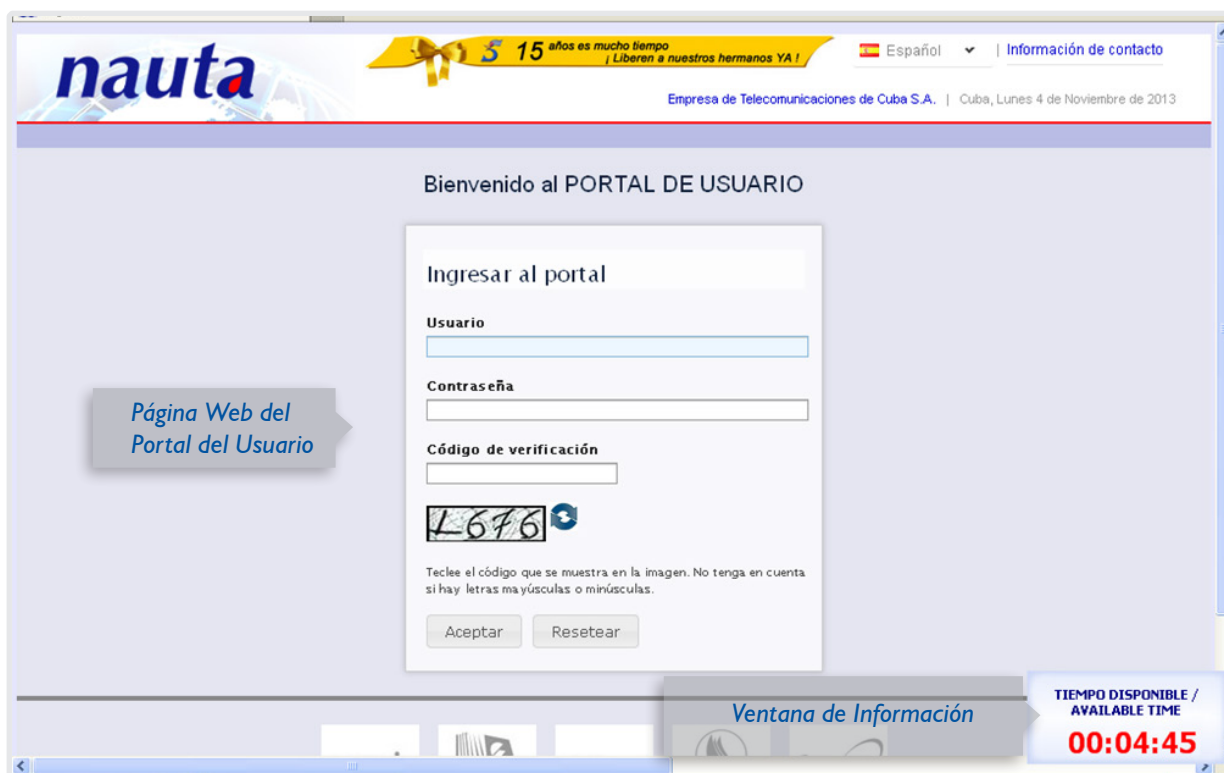 nauta
15 años es mucho tiempo
¡ Liberen a nuestros hermanos YA !
Español
| Información de contacto
Empresa de Telecomunicaciones de Cuba S.A. | Cuba, Lunes 4 de Noviembre de 2013
Bienvenido al PORTAL DE USUARIO
Ingresar al portal
Usuario
Contraseña
Página Web del
Portal del Usuario
Código de verificación
L676
Teclee el código que se muestra en la imagen. No tenga en cuenta
si hay letras mayúsculas o minúsculas.
Aceptar
Resetear
Ventana de Información
TIEMPO DISPONIBLE /
AVAILABLE TIME
00:04:45